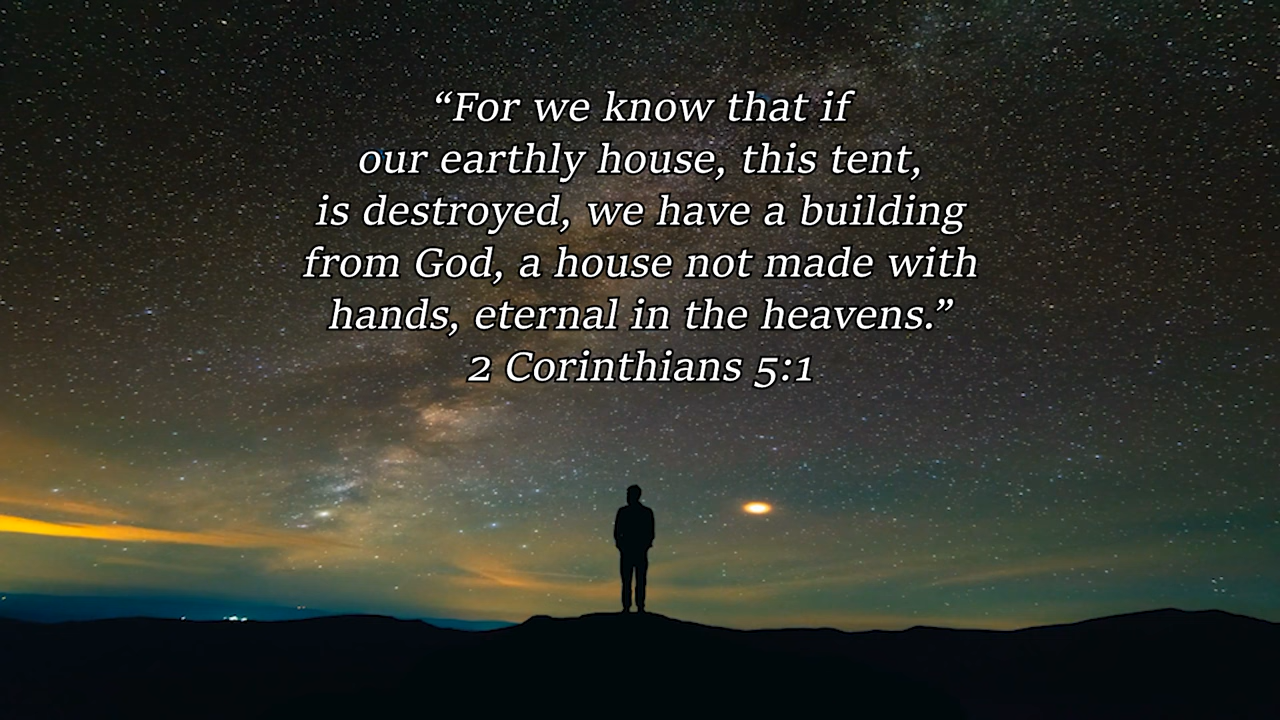 “For we know that if
our earthly house, this tent,
is destroyed, we have a building
from God, a house not made with
hands, eternal in the heavens.”
2 Corinthians 5:1